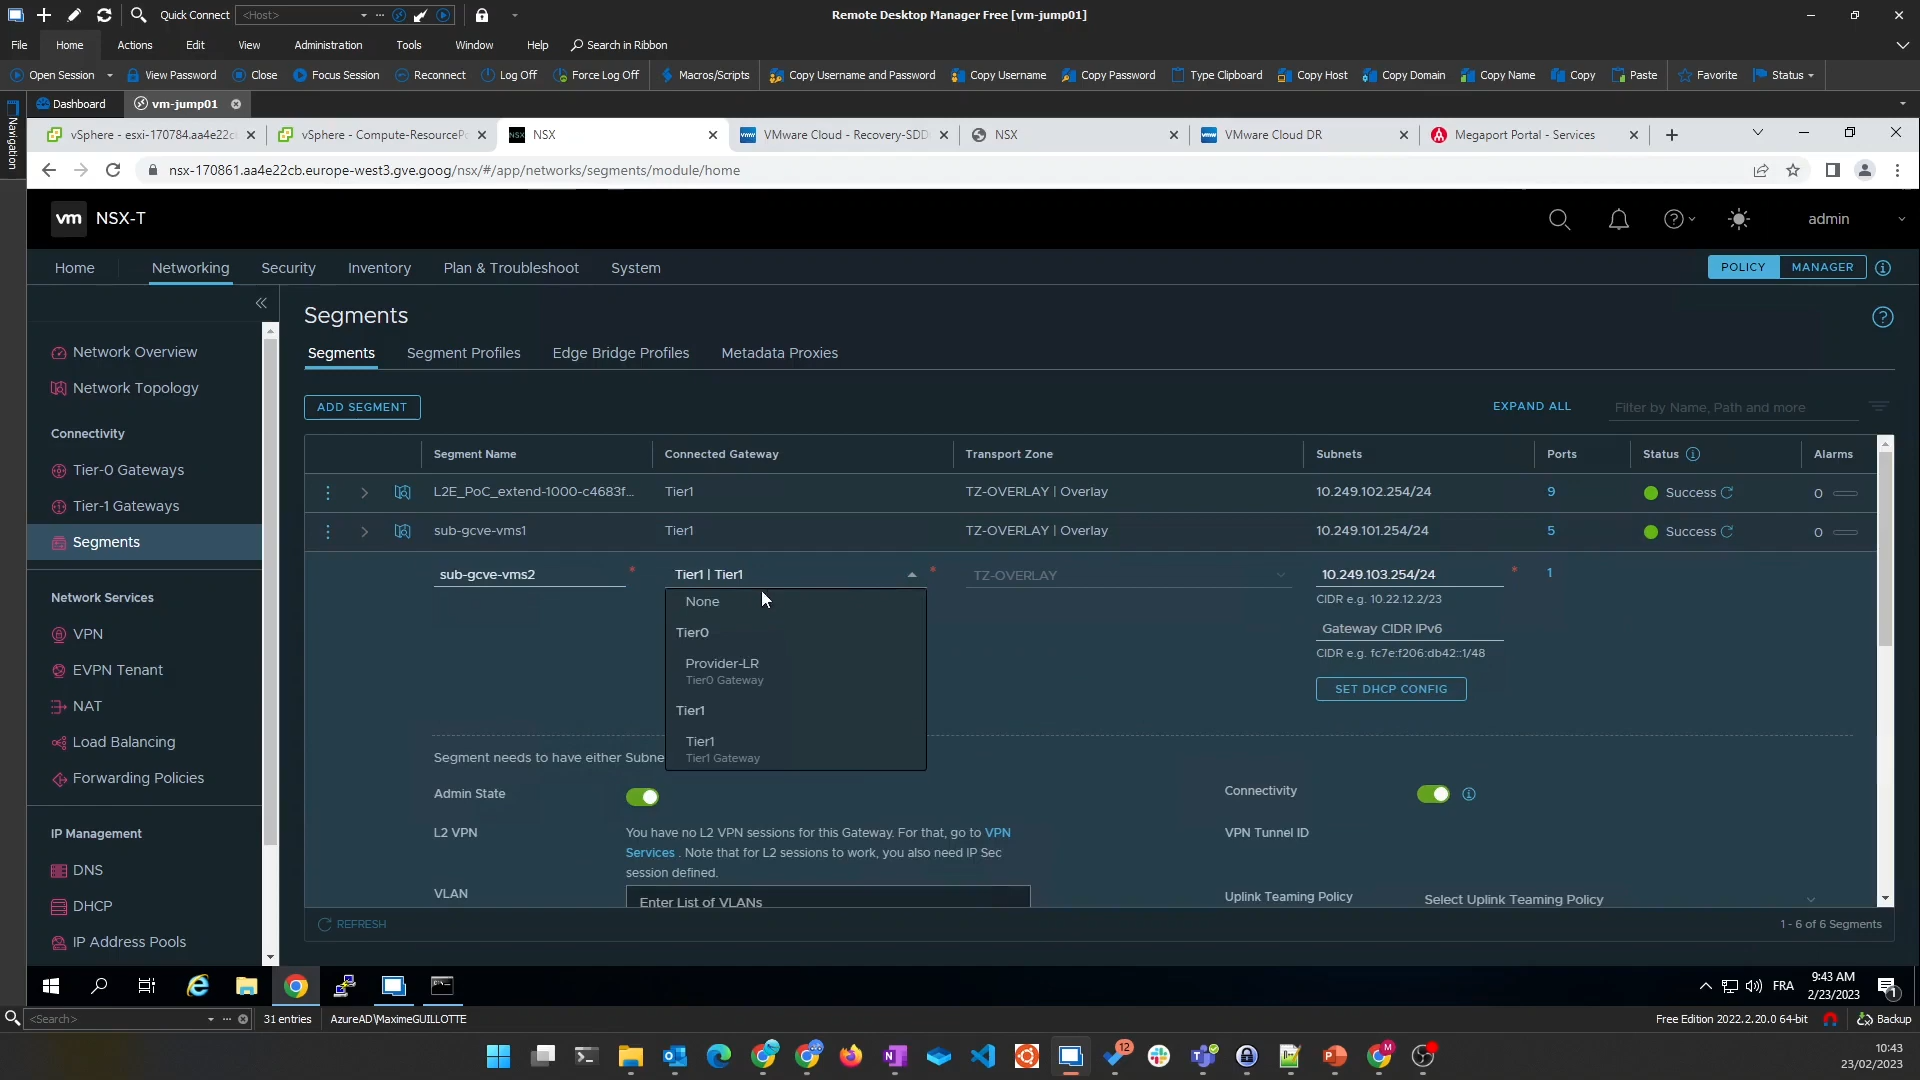 Quick Connect <Host>
Remote Desktop Manager Free [vm-jump01]
File Home Actions Edit View Administration Tools Window Help Search in Ribbon
Open Session View Password Close Focus Session Reconnect Log Off Force Log Off Macros/Scripts Copy Username and Password Copy Username Copy Password Type Clipboard Copy Host Copy Domain Copy Name Copy Paste Favorite Status
Dashboard vm-jump01
Navigation
vSphere - esxi-170784.aa4e22c vSphere - Compute-ResourcePo NSX VMware Cloud - Recovery-SDD NSX VMware Cloud DR Megaport Portal - Services
nsx-170861.aa4e22cb.europe-west3.gve.goog/nsx/#/app/networks/segments/module/home
vm NSX-T
admin
Home Networking Security Inventory Plan & Troubleshoot System
POLICY MANAGER
Segments
Network Overview
Network Topology
Connectivity
Tier-0 Gateways
Tier-1 Gateways
Segments
Network Services
VPN
EVPN Tenant
NAT
Load Balancing
Forwarding Policies
IP Management
DNS
DHCP
IP Address Pools
Segments Segment Profiles Edge Bridge Profiles Metadata Proxies
ADD SEGMENT
EXPAND ALL
Filter by Name, Path and more
Segment Name Connected Gateway Transport Zone Subnets Ports Status Alarms
L2E_PoC_extend-1000-c4683f... Tier1 TZ-OVERLAY | Overlay 10.249.102.254/24 9 Success 0
sub-gcve-vms1 Tier1 TZ-OVERLAY | Overlay 10.249.101.254/24 5 Success 0
sub-gcve-vms2 * Tier1 | Tier1 * TZ-OVERLAY 10.249.103.254/24 * 1
CIDR e.g. 10.22.12.2/23
Gateway CIDR IPv6
CIDR e.g. fc7e:f206:db42::1/48
SET DHCP CONFIG
None
Tier0
Provider-LR
Tier0 Gateway
Tier1
Tier1
Tier1 Gateway
Segment needs to have either Subne
Admin State
Connectivity
L2 VPN
You have no L2 VPN sessions for this Gateway. For that, go to VPN
Services . Note that for L2 sessions to work, you also need IP Sec
session defined.
VPN Tunnel ID
VLAN
Enter List of VLANs
Uplink Teaming Policy
Select Uplink Teaming Policy
REFRESH
1 - 6 of 6 Segments
FRA
9:43 AM
2/23/2023
1
<Search> 31 entries AzureAD\MaximeGUILLOTTE
Free Edition 2022.2.20.0 64-bit Backup
12
M
10:43
23/02/2023